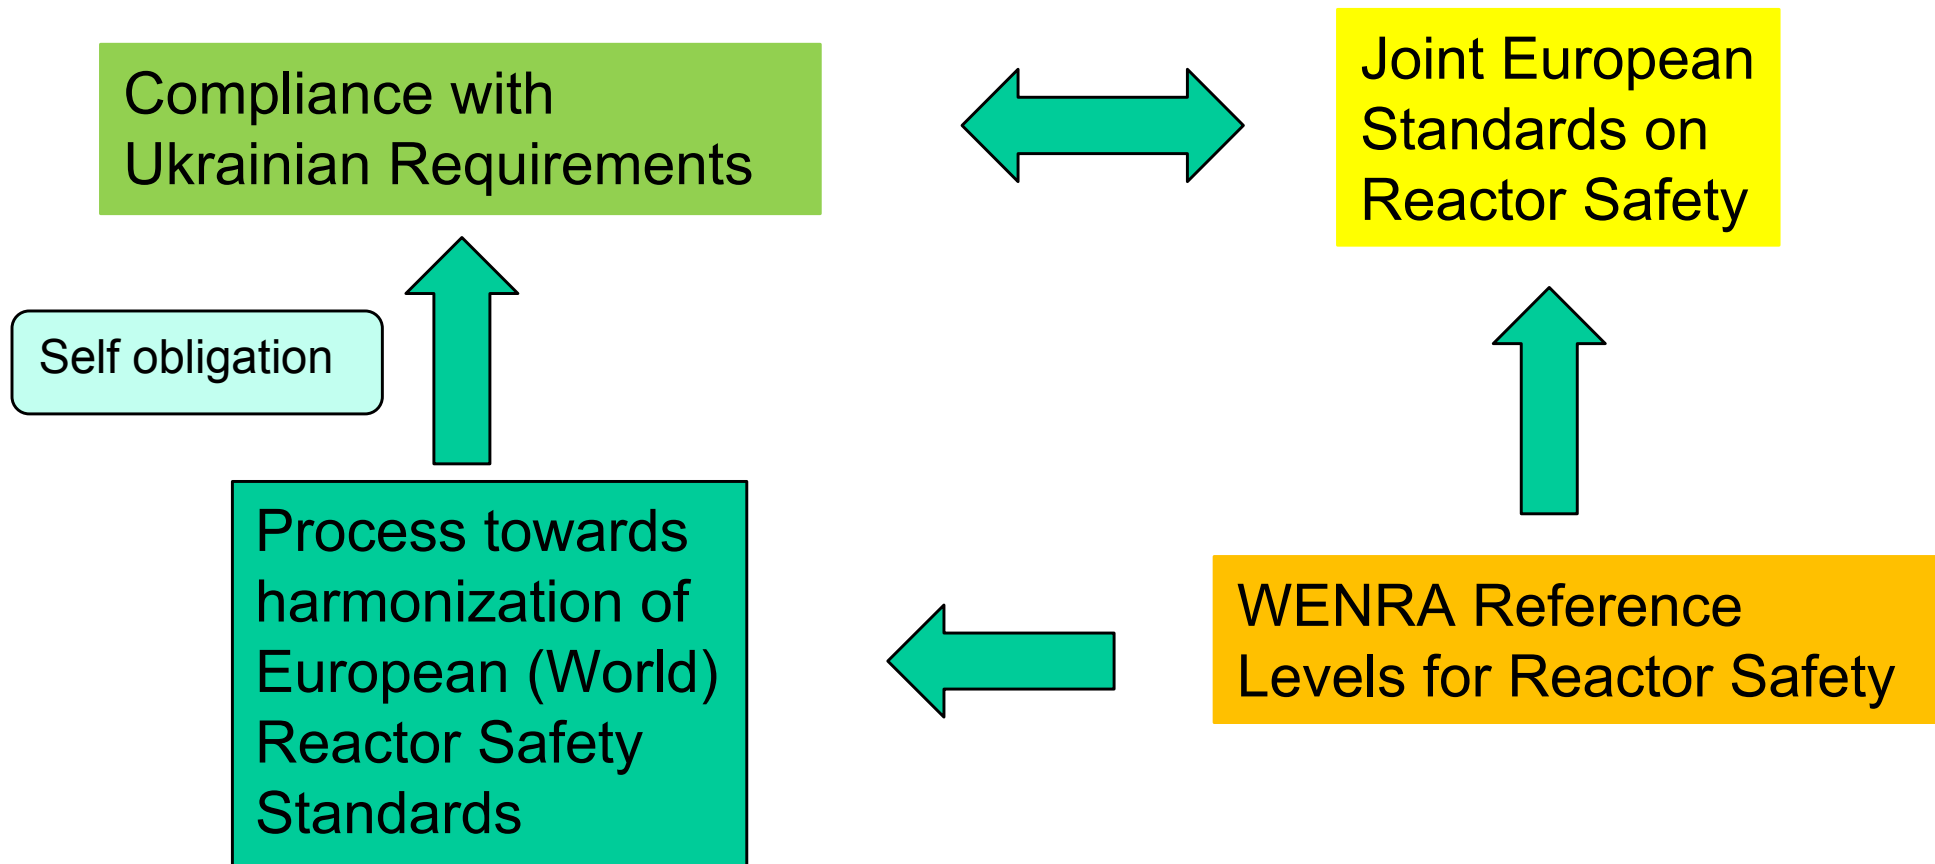 Compliance with
Ukrainian Requirements
Joint European
Standards on
Reactor Safety
Self obligation
Process towards
harmonization of
European (World)
Reactor Safety
Standards
WENRA Reference
Levels for Reactor Safety